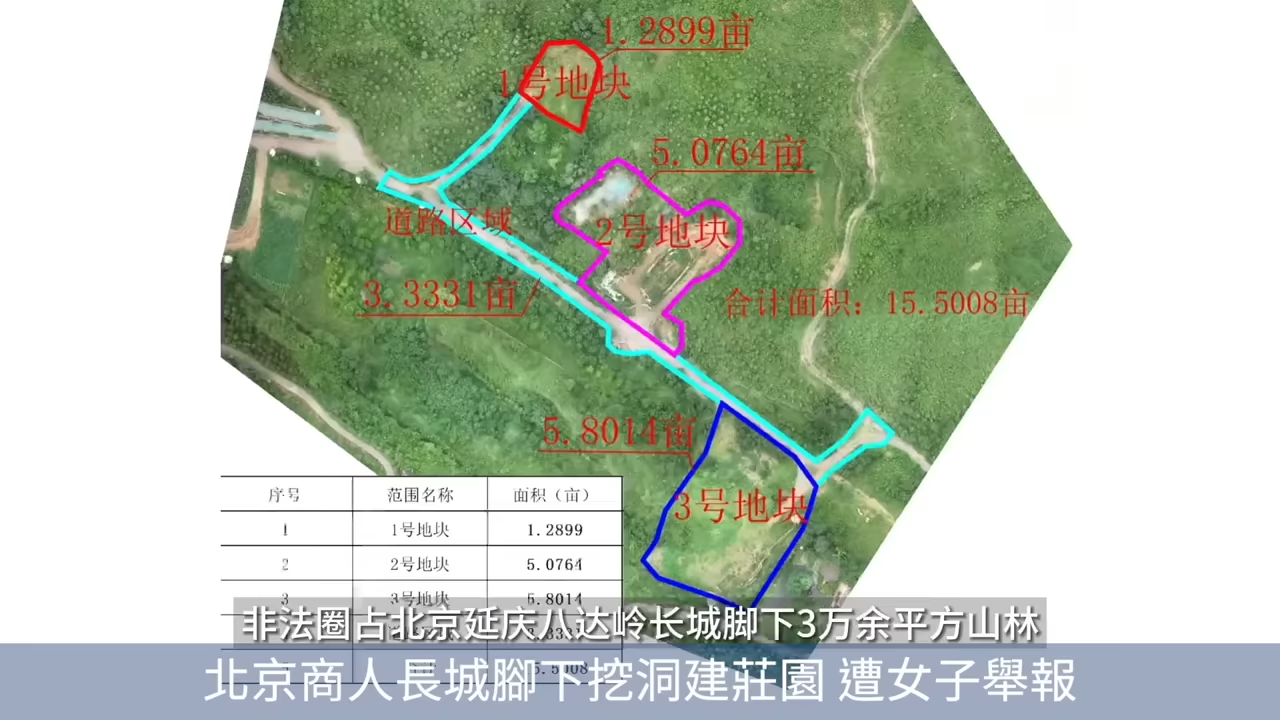 1.2899亩
1号地块
5.0764亩
2号地块
道路区域
3.3331亩
合计面积：15.5008亩
5.8014亩
3号地块
序号 范围名称 面积（亩）
1 1号地块 1.2899
2 2号地块 5.0764
3 3号地块 5.8014
非法圈占北京延庆八达岭长城脚下3万余平方山林
北京商人長城腳下挖洞建莊園 遭女子舉報